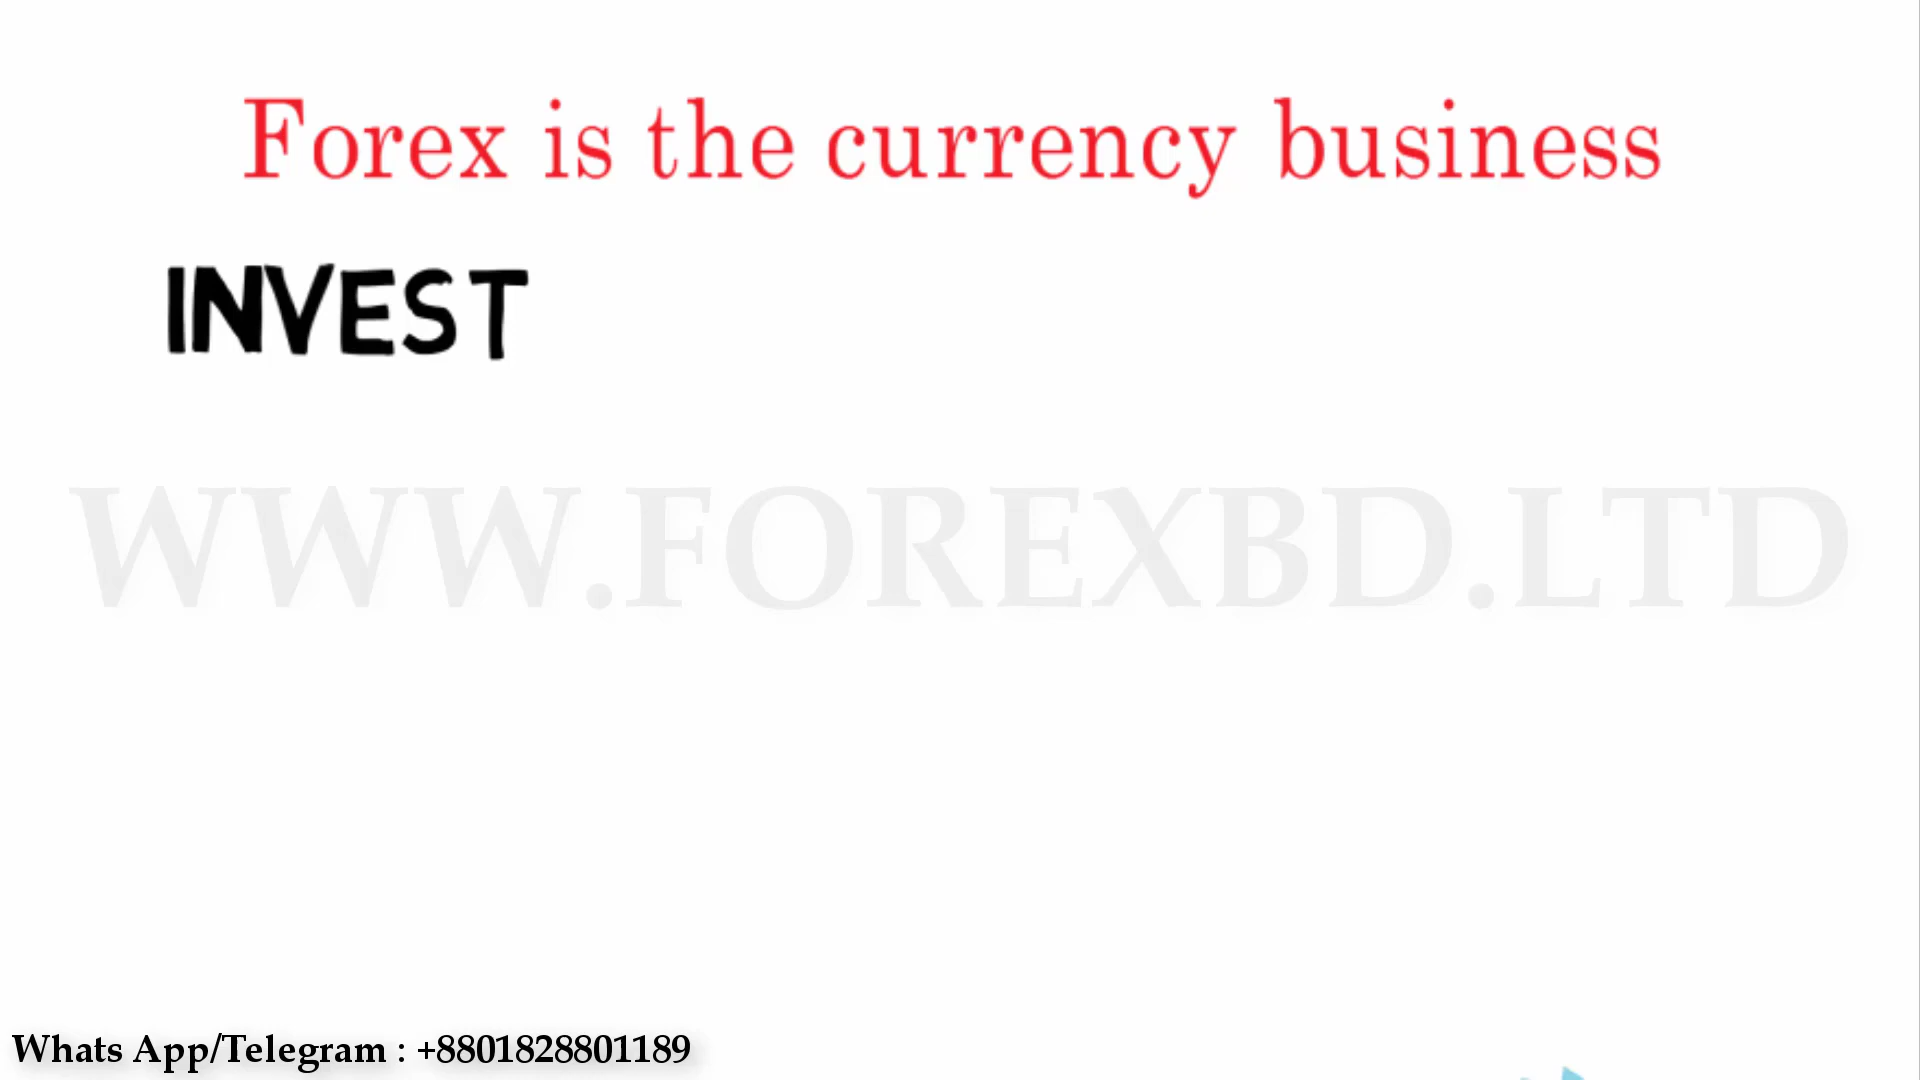 Forex is the currency business
INVEST
WWW.FOREXBD.LTD
Whats App/Telegram : +8801828801189